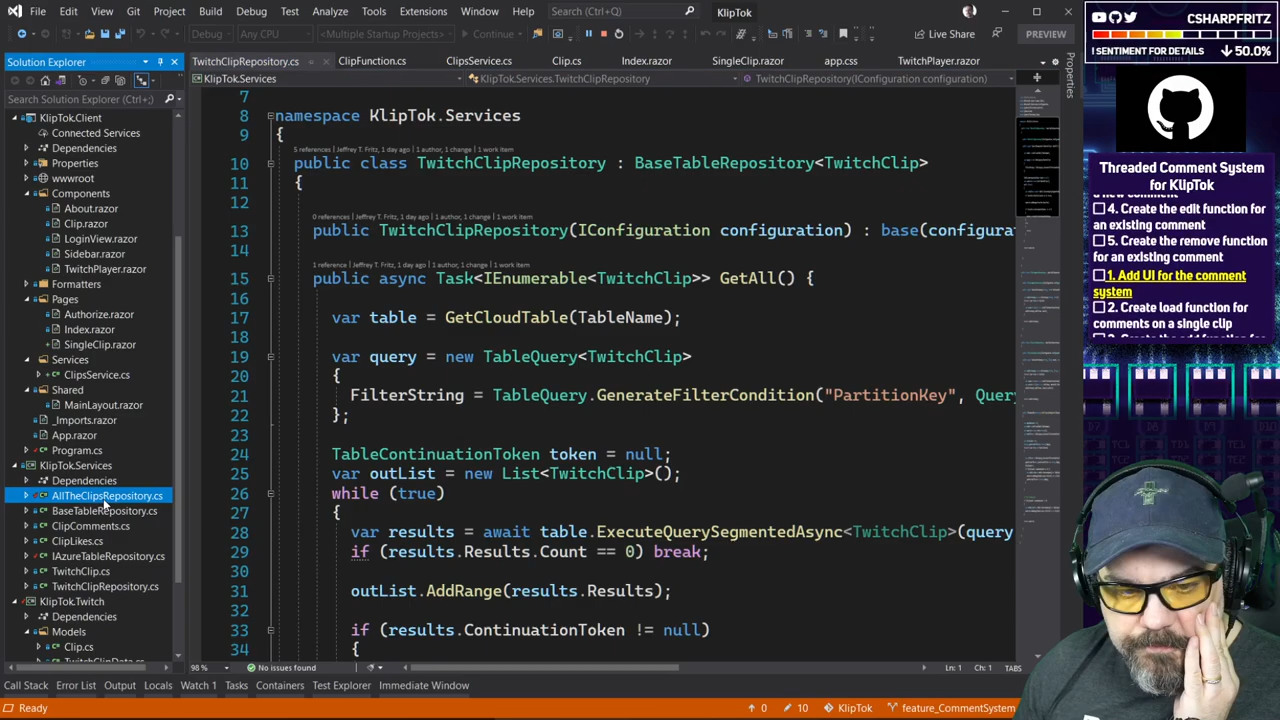 File Edit View Git Project Build Debug Test Analyze Tools Extensions Window Help Search (Ctrl+Q) KlipTok
Debug Any CPU <Multiple Startup Projects> Continue Live Share PREVIEW
Solution Explorer
Search Solution Explorer (Ctrl+;)
KlipTok.Client
Connected Services
Dependencies
Properties
wwwroot
Components
About.razor
Clip.razor
LoginView.razor
Sidebar.razor
TwitchPlayer.razor
Formatters
Pages
Authorize.razor
Index.razor
SingleClip.razor
Services
ClipsService.cs
Shared
MainLayout.razor
_Imports.razor
App.razor
Program.cs
KlipTok.Services
Dependencies
AllTheClipsRepository.cs
BaseTableRepository.cs
ClipComments.cs
ClipLikes.cs
IAzureTableRepository.cs
TwitchClip.cs
TwitchClipRepository.cs
KlipTok.Twitch
Dependencies
Models
Clip.cs
TwitchClipData.cs
TwitchClipRepository.cs ClipFunction.cs ClipsService.cs Index.razor SingleClip.razor app.css TwitchPlayer.razor
KlipTok.Services KlipTok.Services.TwitchClipRepository TwitchClipRepository(IConfiguration configuration)
Properties
7
8 namespace KlipTok.Servic
9 {
5 references | Jeffrey T. Fritz, 1 day ago | 1 author, 1 change | 1 work item
10 public class TwitchClipRepository : BaseTableRepository<TwitchClip>
11 {
12
0 references | Jeffrey T. Fritz, 1 day ago | 1 author, 1 change | 1 work item
13 public TwitchClipRepository(IConfiguration configuration) : base(configurat
14
1 reference | Jeffrey T. Fritz, 1 day ago | 1 author, 1 change | 1 work item
15 public async Task<IEnumerable<TwitchClip>> GetAll() {
16
17 var table = GetCloudTable(TableName);
18
19 var query = new TableQuery<TwitchClip>
20
21 ilterString = TableQuery.GenerateFilterCondition("PartitionKey", Query
22 };
23
24 ableContinuationToken token = null;
25 outList = new List<TwitchClip>();
26 while (true)
27
28 var results = await table.ExecuteQuerySegmentedAsync<TwitchClip>(query
29 if (results.Results.Count == 0) break;
30
31 outList.AddRange(results.Results);
32
33 if (results.ContinuationToken != null)
34 {
98 % No issues found Ln: 1 Ch: 1 TABS
Call Stack Error List Output Locals Watch 1 Tasks Containers Test Explorer Immediate Window
Ready 0 10 KlipTok feature_CommentSystem
CSHARPFRITZ
! SENTIMENT FOR DETAILS 50.0%
Threaded Comment System
for KlipTok
a new comment
4. Create the edit function for
an existing comment
5. Create the remove function
for an existing comment
1. Add UI for the comment
system
2. Create load function for
comments on a single clip